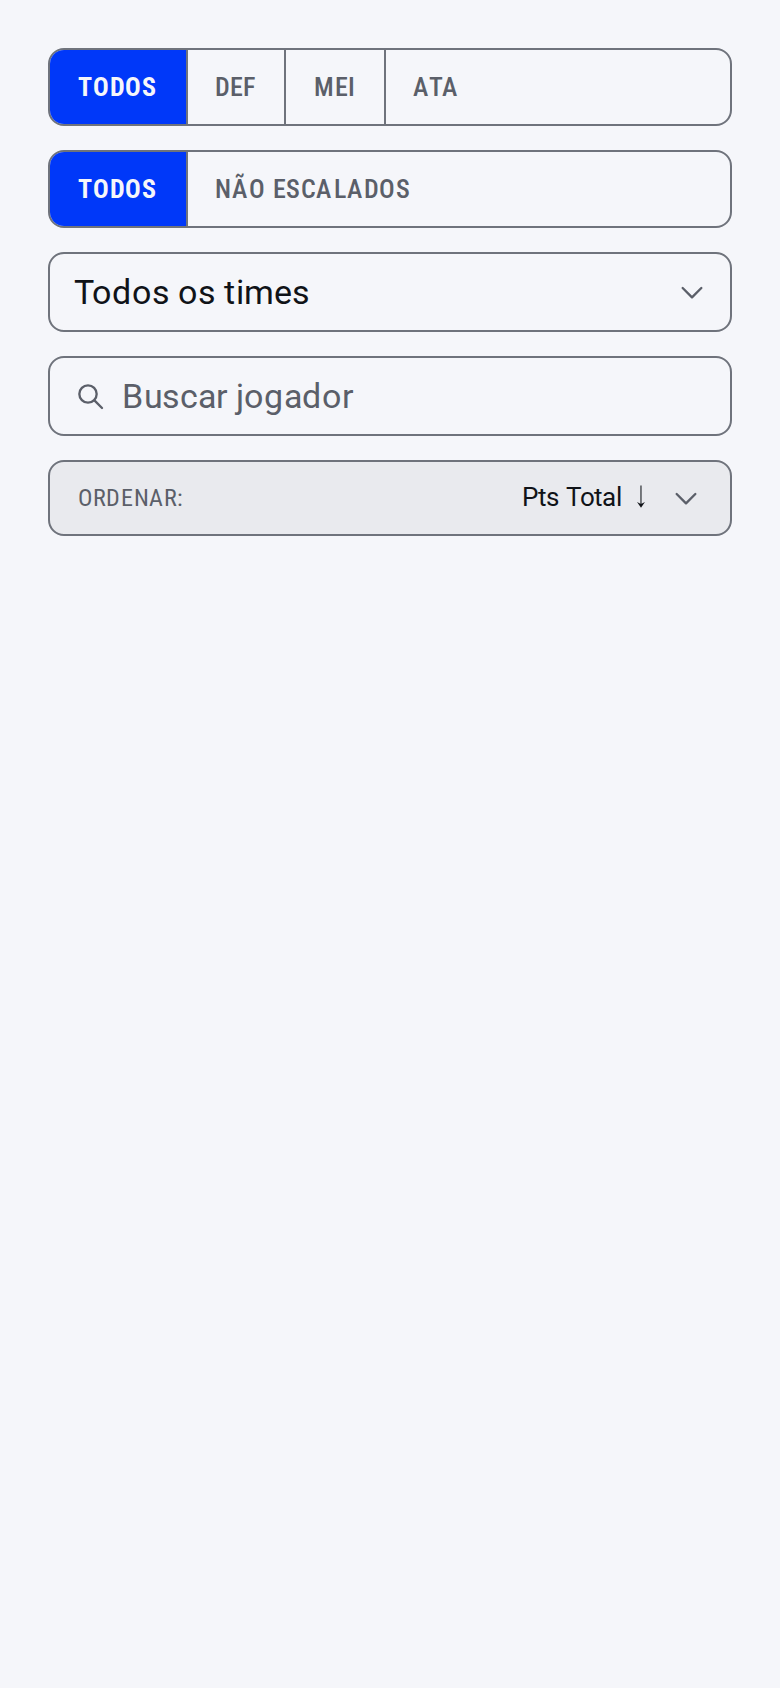 TODOS DEF MEI ATA
TODOS NÃO ESCALADOS
Todos os times
Buscar jogador
ORDENAR: Pts Total ↓